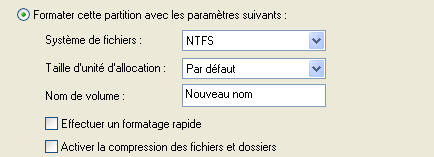 Formater cette partition avec les paramètres suivants :
Système de fichiers : NTFS
Taille d'unité d'allocation : Par défaut
Nom de volume : Nouveau nom
Effectuer un formatage rapide
Activer la compression des fichiers et dossiers